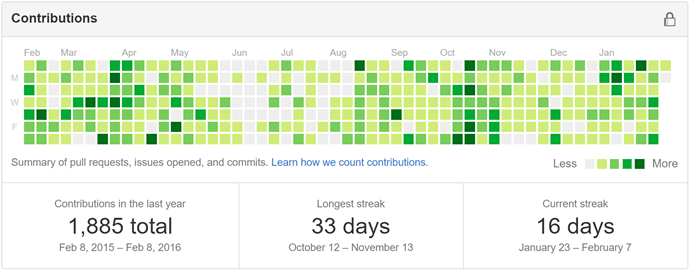 Contributions
Feb Mar Apr May Jun Jul Aug Sep Oct Nov Dec Jan
M
W
F
Summary of pull requests, issues opened, and commits. Learn how we count contributions.
Less More
Contributions in the last year
1,885 total
Feb 8, 2015 – Feb 8, 2016
Longest streak
33 days
October 12 – November 13
Current streak
16 days
January 23 – February 7